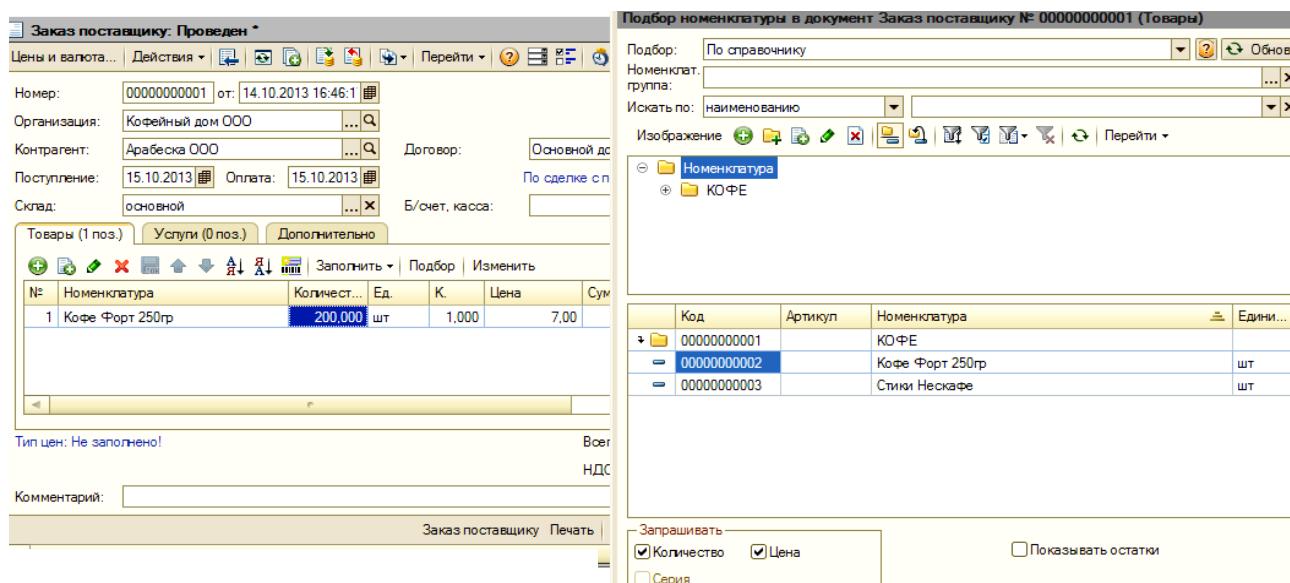 Заказ поставщику: Проведен *
Цены и валюта... Действия Перейти
Номер: 00000000001 от: 14.10.2013 16:46:1
Организация: Кофейный дом ООО ...
Контрагент: Арабеска ООО ... Договор: Основной до
Поступление: 15.10.2013 Оплата: 15.10.2013 По сделке с п
Склад: основной ... Б/счет, касса:
Товары (1 поз.) Услуги (0 поз.) Дополнительно
Заполнить Подбор Изменить
№ Номенклатура Количест... Ед. К. Цена Сум
1 Кофе Форт 250гр 200,000 шт 1,000 7,00
Тип цен: Не заполнено! Всег
НДС
Комментарий:
Заказ поставщику Печать
Подбор номенклатуры в документ Заказ поставщику № 00000000001 (Товары)
Подбор: По справочнику Обнов
Номенклат.
группа: ...
Искать по: наименованию
Изображение Перейти
Номенклатура
КОФЕ
Код Артикул Номенклатура Едини...
00000000001 КОФЕ
00000000002 Кофе Форт 250гр шт
00000000003 Стики Нескафе шт
Запрашивать
Количество Цена Показывать остатки
Серия